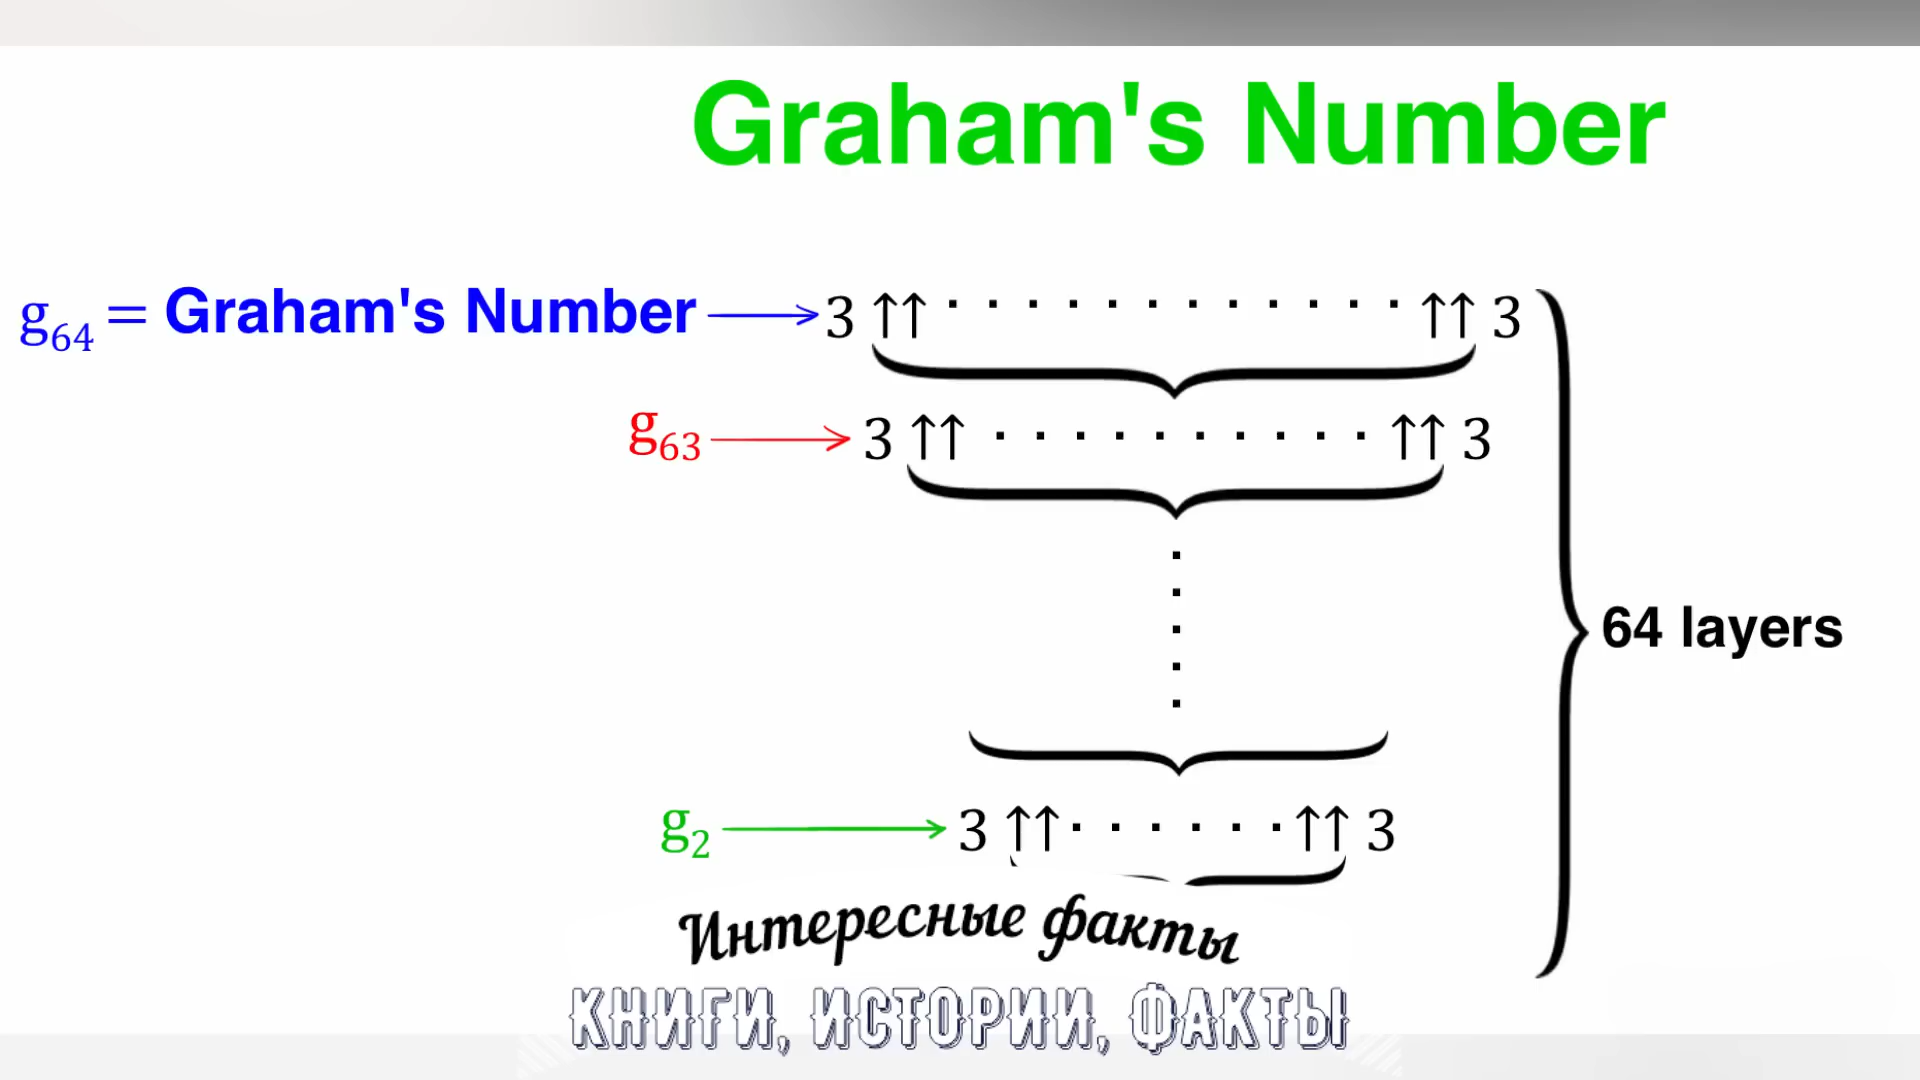 Graham's Number
g₆₄ = Graham's Number → 3 ↑↑ · · · · · · · · · · · · ↑↑ 3
g₆₃ → 3 ↑↑ · · · · · · · · · · ↑↑ 3
64 layers
g₂ → 3 ↑↑ · · · · · · ↑↑ 3
Интересные факты
КНИГИ, ИСТОРИИ, ФАКТЫ